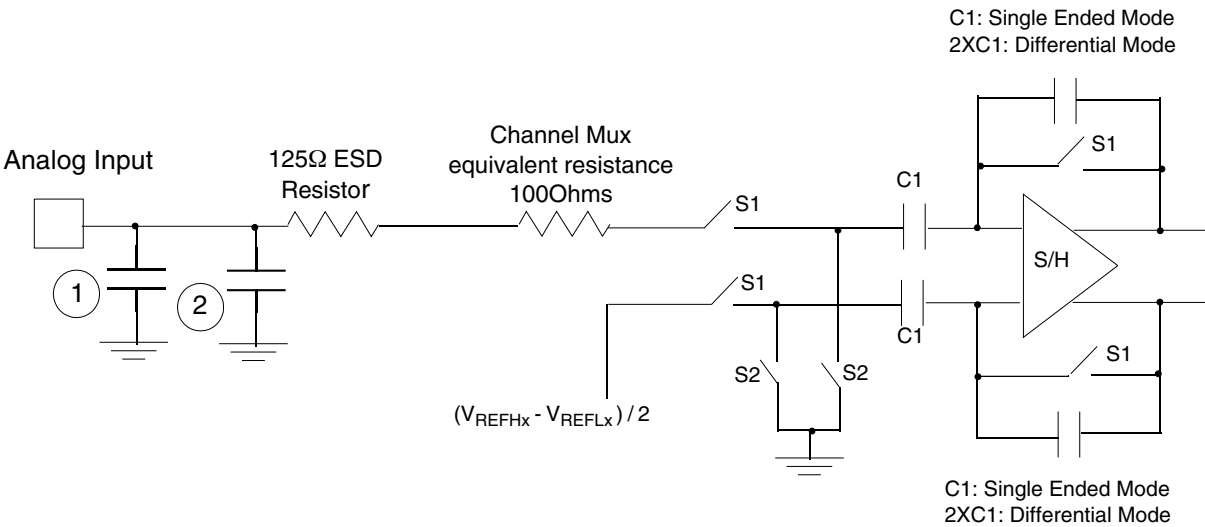 C1: Single Ended Mode
2XC1: Differential Mode
Analog Input
125Ω ESD
Resistor
Channel Mux
equivalent resistance
100Ohms
S1
C1
S1
S/H
1
2
S1
C1
S1
S2
S2
(VREFHx - VREFLx) / 2
C1: Single Ended Mode
2XC1: Differential Mode